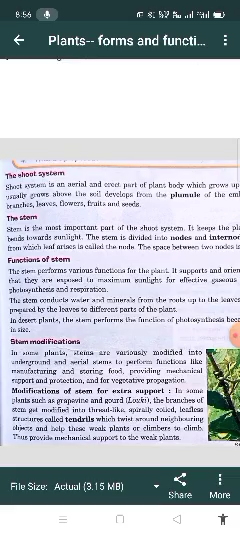 8:56
Plants-- forms and functi...
The shoot system
Shoot system is an aerial and erect part of plant body which grows up
usually grows above the soil develops from the plumule of the em
branches, leaves, flowers, fruits and seeds.
The stem
Stem is the most important part of the shoot system. It keeps the pl
bends towards sunlight. The stem is divided into nodes and internod
from which leaf arises is called the node. The space between two nodes is
Functions of stem
The stem performs various functions for the plant. It supports and orien
that they are exposed to maximum sunlight for effective gaseous
photosynthesis and respiration.
The stem conducts water and minerals from the roots up to the leaves
prepared by the leaves to different parts of the plant.
In desert plants, the stem performs the function of photosynthesis beca
in size.
Stem modifications
In some plants, stems are variously modified into
underground and aerial stems to perform functions like
manufacturing and storing food, providing mechanical
support and protection, and for vegetative propagation.
Modifications of stem for extra support : In some
plants such as grapevine and gourd (Louki), the branches of
stem get modified into thread-like, spirally coiled, leafless
structures called tendrils which twist around neighbouring
objects and help these weak plants or climbers to climb.
Thus provide mechanical support to the weak plants.
File Size: Actual (3.15 MB)
Share
More